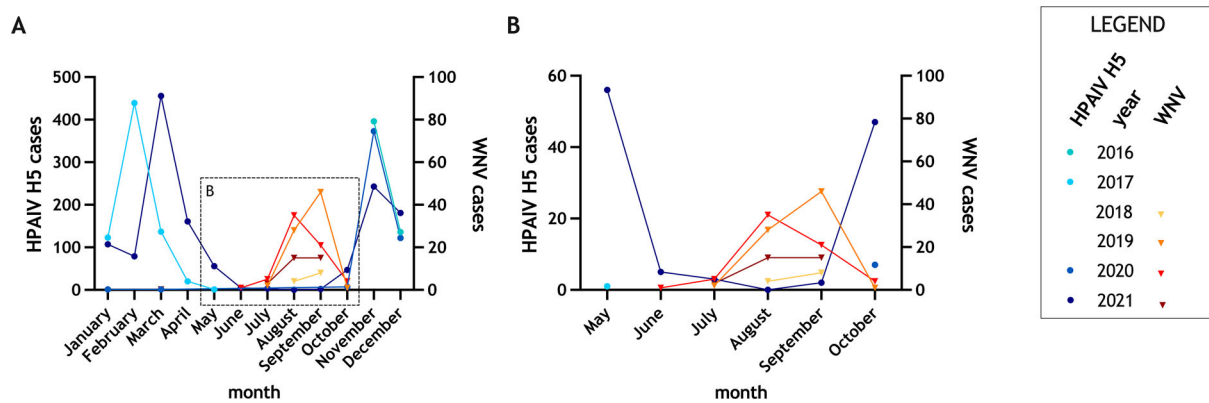 A
HPAIV H5 cases
500
400
300
200
100
0
100
80
60
40
20
0
WNV cases
B
January
February
March
April
May
June
July
August
September
October
November
December
month
B
HPAIV H5 cases
60
40
20
0
100
80
60
40
20
0
WNV cases
May
June
July
August
September
October
month
LEGEND
HPAIV H5
year
WNV
2016
2017
2018
2019
2020
2021